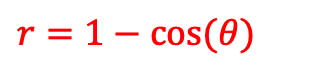 r = 1 − cos(θ)